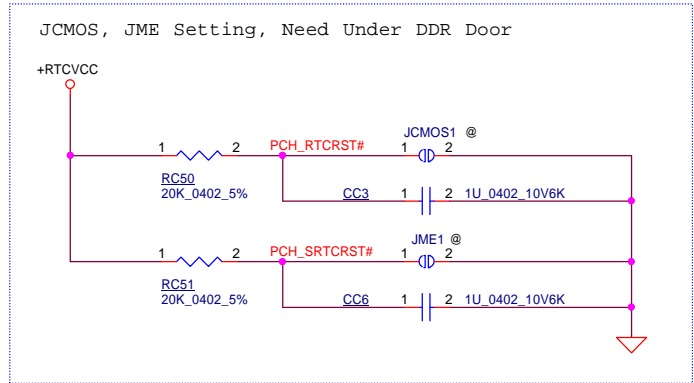 JCMOS, JME Setting, Need Under DDR Door
+RTCVCC
JCMOS1 @
1 2 PCH_RTCRST# 1 2
RC50
20K_0402_5%
CC3 1 2 1U_0402_10V6K
JME1 @
1 2 PCH_SRTCRST# 1 2
RC51
20K_0402_5%
CC6 1 2 1U_0402_10V6K